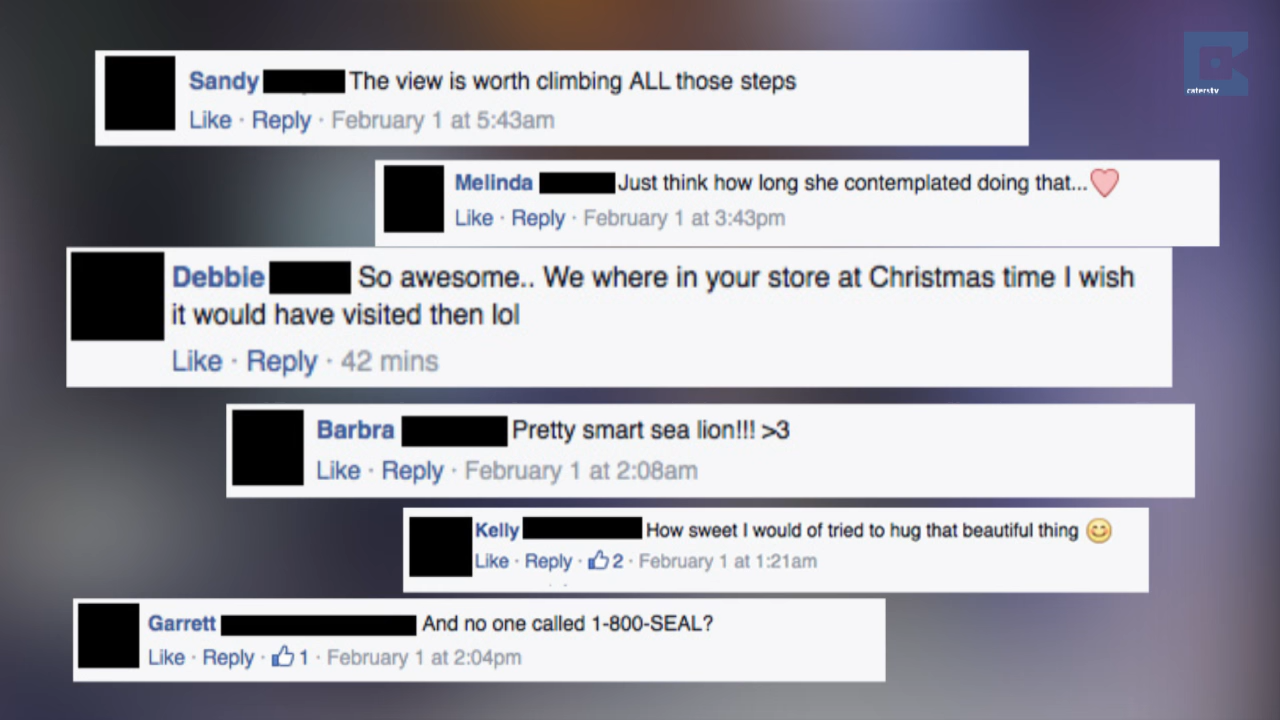 caterstv
Sandy The view is worth climbing ALL those steps
Like · Reply · February 1 at 5:43am
Melinda Just think how long she contemplated doing that...
Like · Reply · February 1 at 3:43pm
Debbie So awesome.. We where in your store at Christmas time I wish
it would have visited then lol
Like · Reply · 42 mins
Barbra Pretty smart sea lion!!! >3
Like · Reply · February 1 at 2:08am
Kelly How sweet I would of tried to hug that beautiful thing 😊
Like · Reply · 2 · February 1 at 1:21am
Garrett And no one called 1-800-SEAL?
Like · Reply · 1 · February 1 at 2:04pm